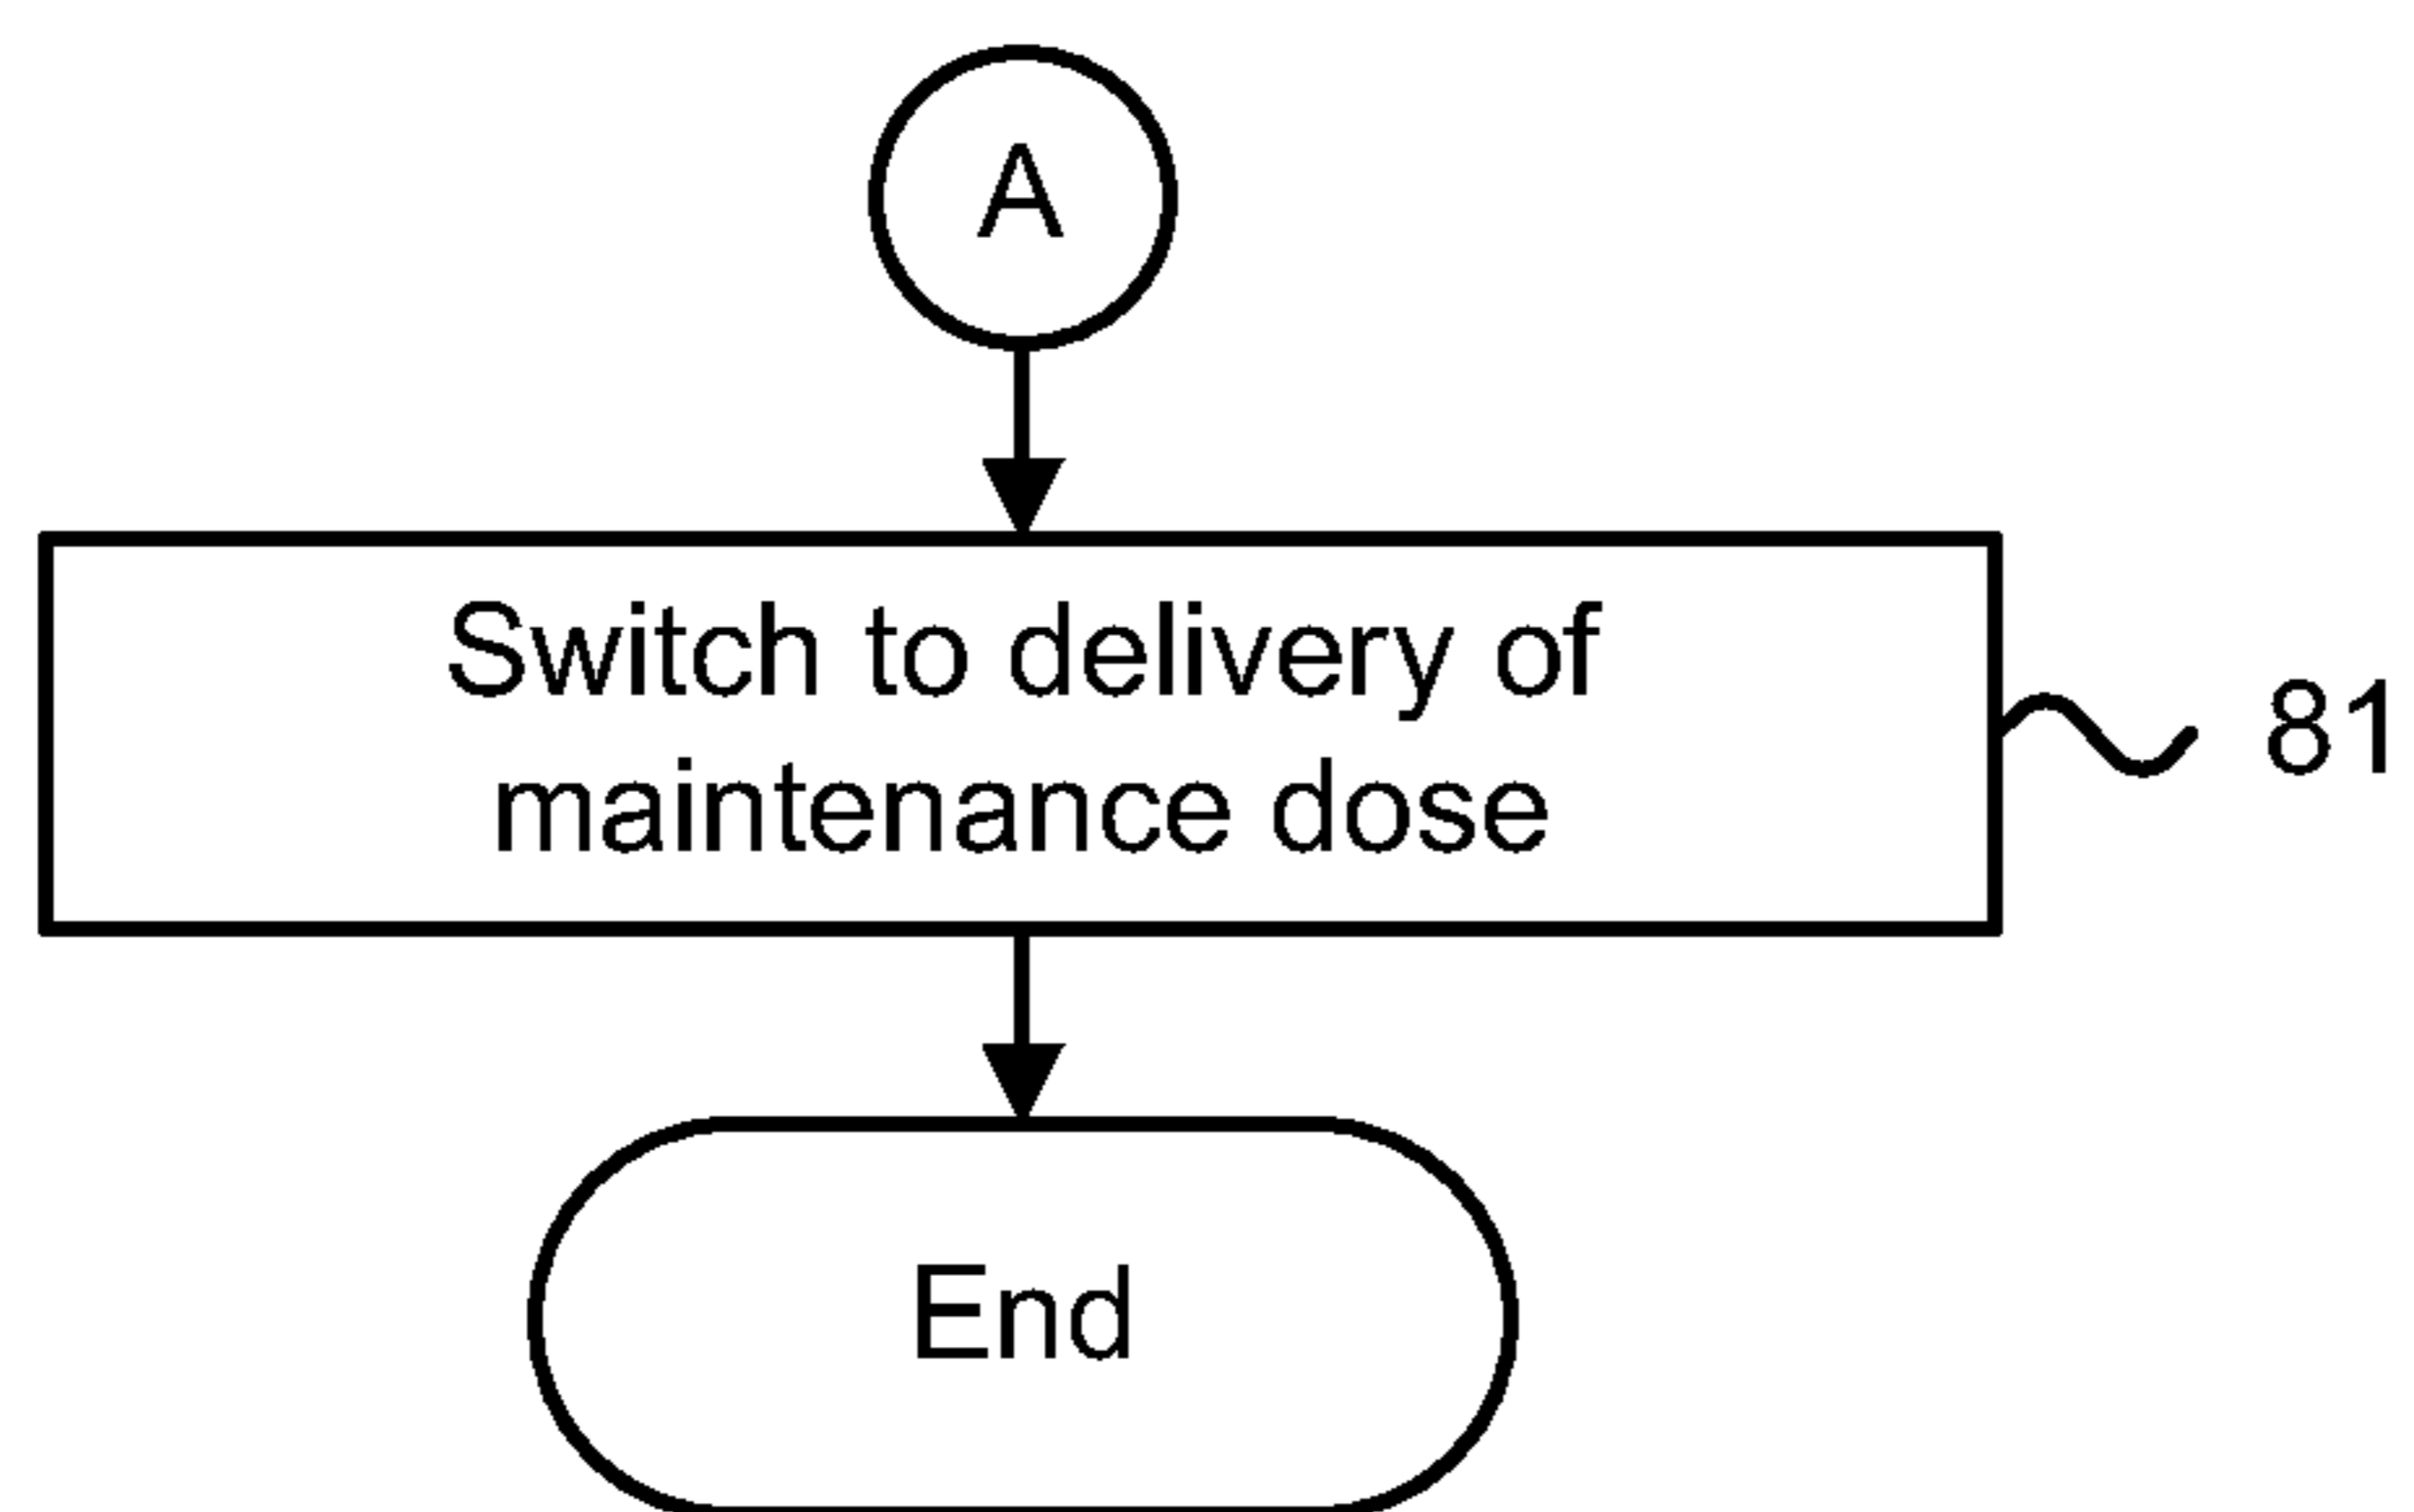 A
Switch to delivery of
maintenance dose
81
End